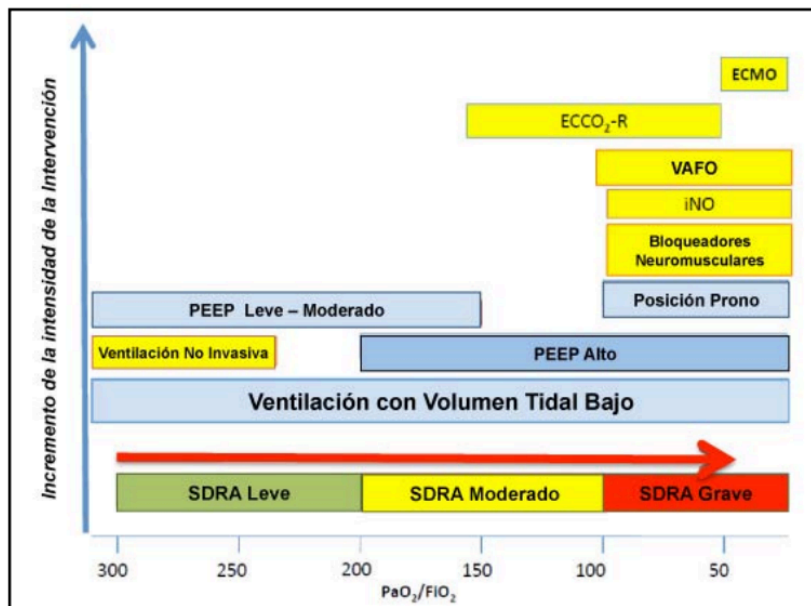 Incremento de la intensidad de la Intervención
ECMO
ECCO₂-R
VAFO
iNO
Bloqueadores
Neuromusculares
PEEP Leve – Moderado
Posición Prono
Ventilación No Invasiva
PEEP Alto
Ventilación con Volumen Tidal Bajo
SDRA Leve
SDRA Moderado
SDRA Grave
300
250
200
150
100
50
PaO₂/FiO₂